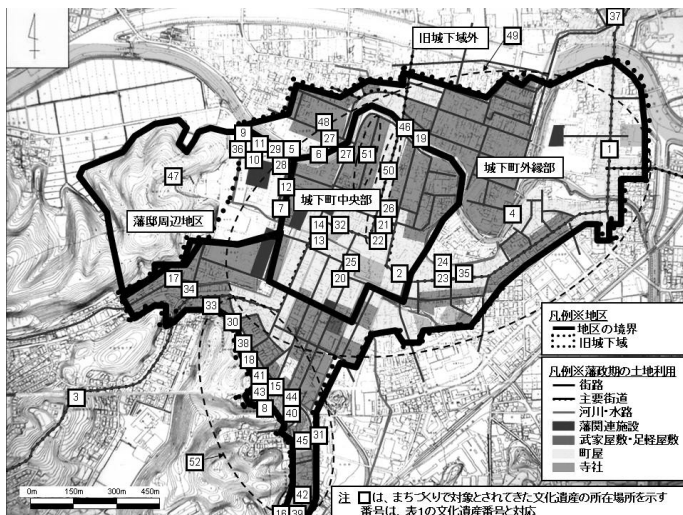 37
旧城下域外
49
48
9
11
27
46
36
29
5
6
27
51
19
1
10
28
城下町外縁部
47
50
12
城下町中央部
7
26
4
藩邸周辺地区
14
32
21
13
22
25
24
17
20
2
23
35
34
33
30
38
18
41
15
3
43
44
8
40
45
31
52
42
16
39
凡例※地区
地区の境界
旧城下域
凡例※藩政期の土地利用
街路
主要街道
河川・水路
藩関連施設
武家屋敷・足軽屋敷
町屋
寺社
0m 150m 300m 450m
注 □は、まちづくりで対象とされてきた文化遺産の所在場所を示す
番号は、表1の文化遺産番号と対応